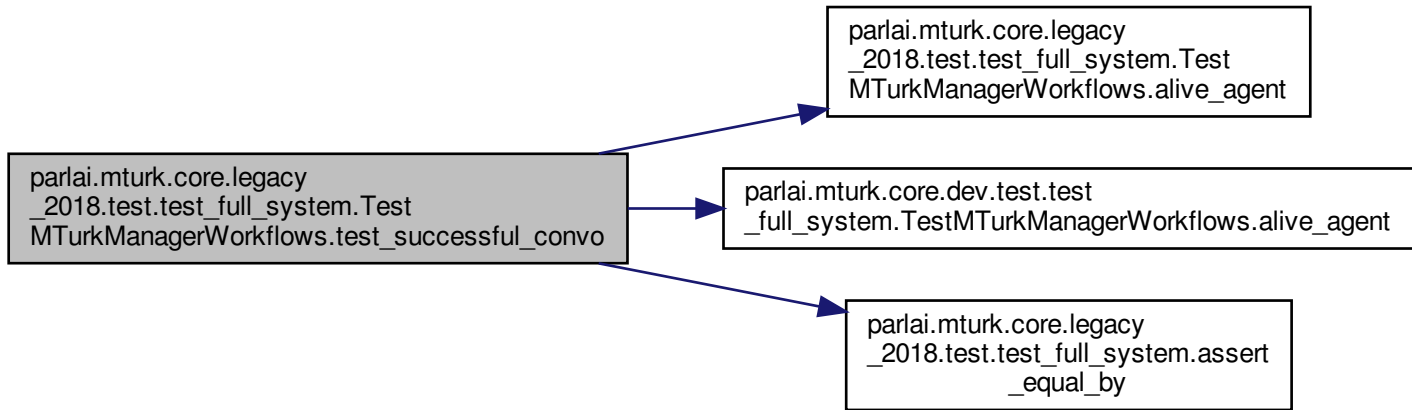 parlai.mturk.core.legacy
_2018.test.test_full_system.Test
MTurkManagerWorkflows.test_successful_convo
parlai.mturk.core.legacy
_2018.test.test_full_system.Test
MTurkManagerWorkflows.alive_agent
parlai.mturk.core.dev.test.test
_full_system.TestMTurkManagerWorkflows.alive_agent
parlai.mturk.core.legacy
_2018.test.test_full_system.assert
_equal_by